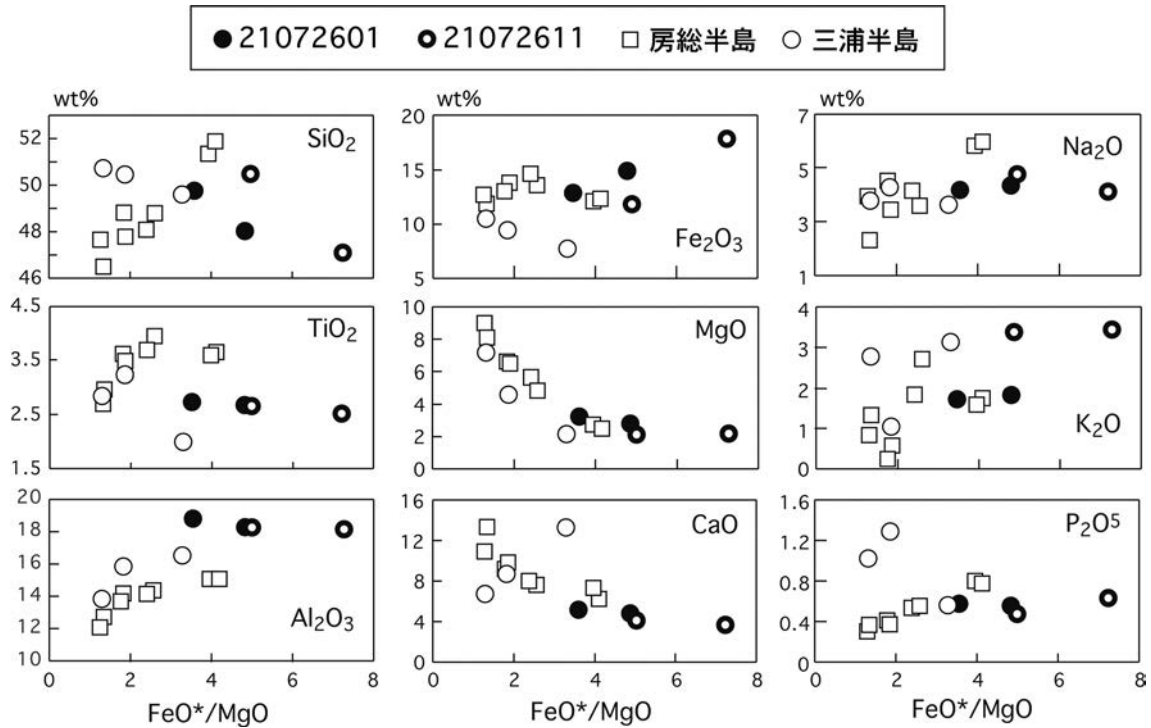 ● 21072601 ○ 21072611 □ 房総半島 ○ 三浦半島
wt% wt% wt%
52 50 48 46 SiO₂
20 15 10 5 Fe₂O₃
7 5 3 1 Na₂O
4.5 3.5 2.5 1.5 TiO₂
10 8 6 4 2 0 MgO
4 3 2 1 0 K₂O
20 18 16 14 12 10 Al₂O₃
16 12 8 4 0 CaO
1.6 1.2 0.8 0.4 0 P₂O⁵
0 2 4 6 8 0 2 4 6 8 0 2 4 6 8
FeO*/MgO FeO*/MgO FeO*/MgO